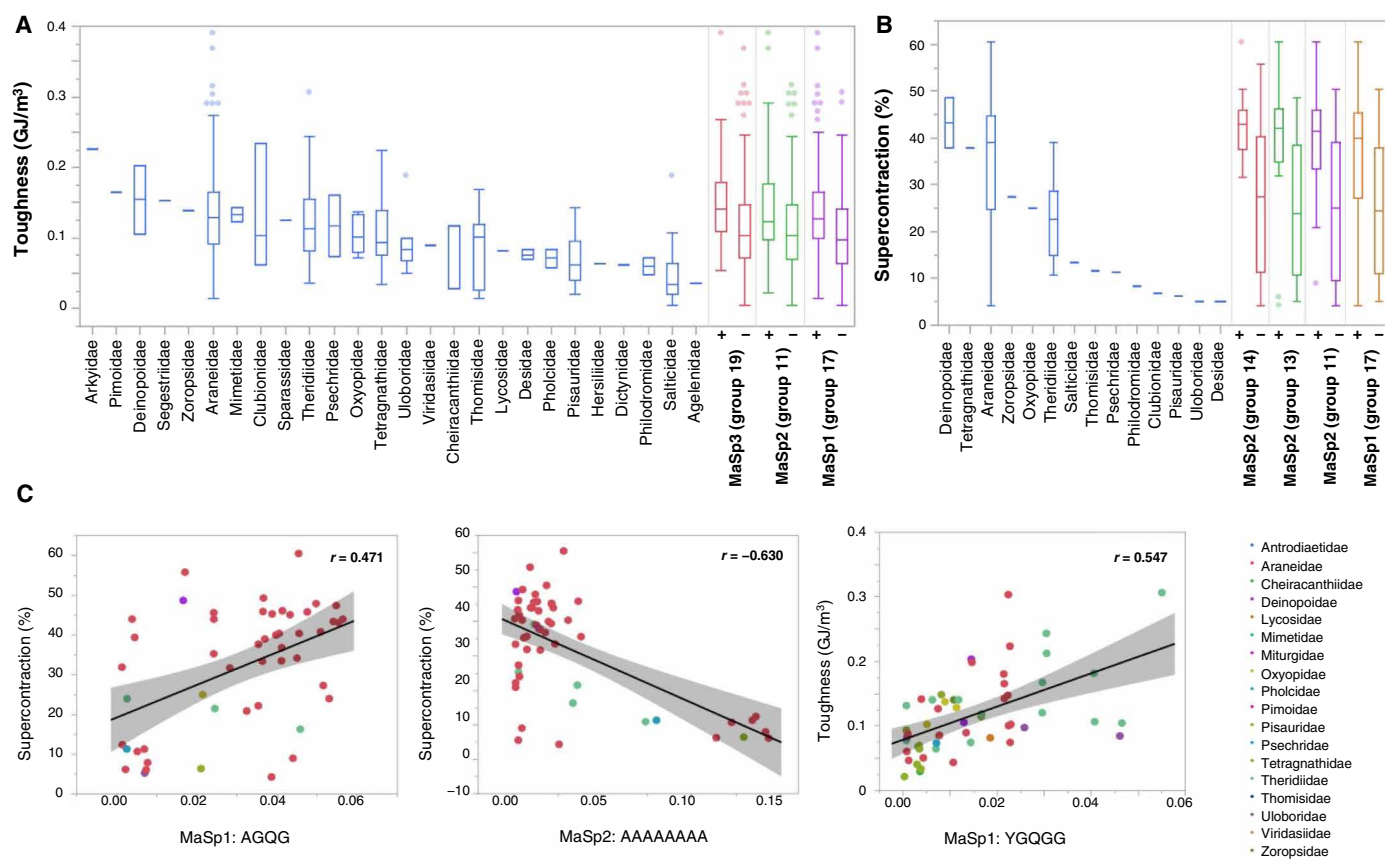 A
Toughness (GJ/m³)
0.4
0.3
0.2
0.1
0
Arkyidae
Pimoidae
Deinopoidae
Segestriidae
Zoropsidae
Araneidae
Mimetidae
Clubionidae
Sparassidae
Theridiidae
Psechridae
Oxyopidae
Tetragnathidae
Uloboridae
Viridasiidae
Cheiracanthiidae
Thomisidae
Lycosidae
Desidae
Pholcidae
Pisauridae
Hersiliidae
Dictynidae
Philodromidae
Salticidae
Agelenidae
+ − + − + −
MaSp3 (group 19)
MaSp2 (group 11)
MaSp1 (group 17)
B
Supercontraction (%)
60
50
40
30
20
10
0
Deinopoidae
Tetragnathidae
Araneidae
Zoropsidae
Oxyopidae
Theridiidae
Salticidae
Thomisidae
Psechridae
Philodromidae
Clubionidae
Pisauridae
Uloboridae
Desidae
+ − + − + − + −
MaSp2 (group 14)
MaSp2 (group 13)
MaSp2 (group 11)
MaSp1 (group 17)
C
Supercontraction (%)
60
50
40
30
20
10
0
r = 0.471
0.00 0.02 0.04 0.06
MaSp1: AGQG
Supercontraction (%)
60
50
40
30
20
10
0
−10
r = −0.630
0.00 0.05 0.10 0.15
MaSp2: AAAAAAAA
Toughness (GJ/m³)
0.4
0.3
0.2
0.1
0
r = 0.547
0.00 0.02 0.04 0.06
MaSp1: YGQGG
Antrodiaetidae
Araneidae
Cheiracanthiidae
Deinopoidae
Lycosidae
Mimetidae
Miturgidae
Oxyopidae
Pholcidae
Pimoidae
Pisauridae
Psechridae
Tetragnathidae
Theridiidae
Thomisidae
Uloboridae
Viridasiidae
Zoropsidae